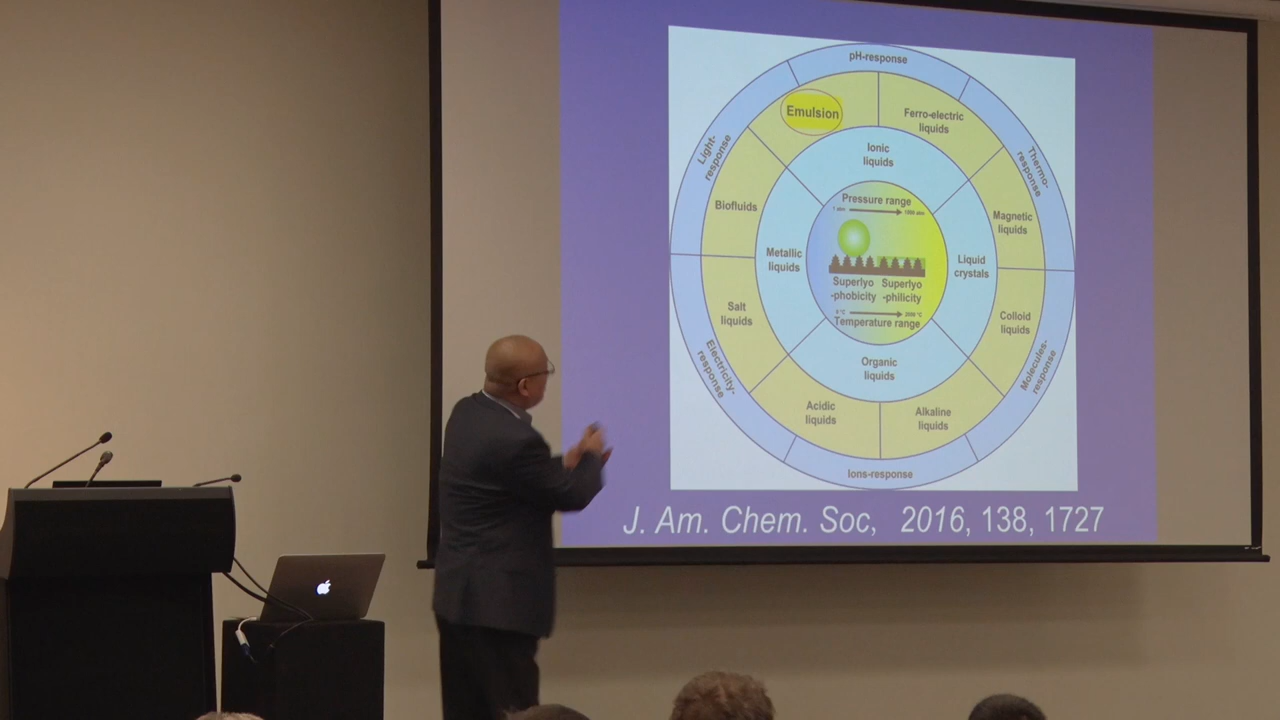 pH-response
Emulsion
Ferro-electric
liquids
Light-
response
Thermo-
response
Ionic
liquids
Biofluids
Pressure range
Magnetic
liquids
Metallic
liquids
Liquid
crystals
Superlyo
-phobicity
Superlyo
-philicity
Temperature range
Salt
liquids
Colloid
liquids
Organic
liquids
Electricity-
response
Molecules-
response
Acidic
liquids
Alkaline
liquids
Ions-response
J. Am. Chem. Soc, 2016, 138, 1727